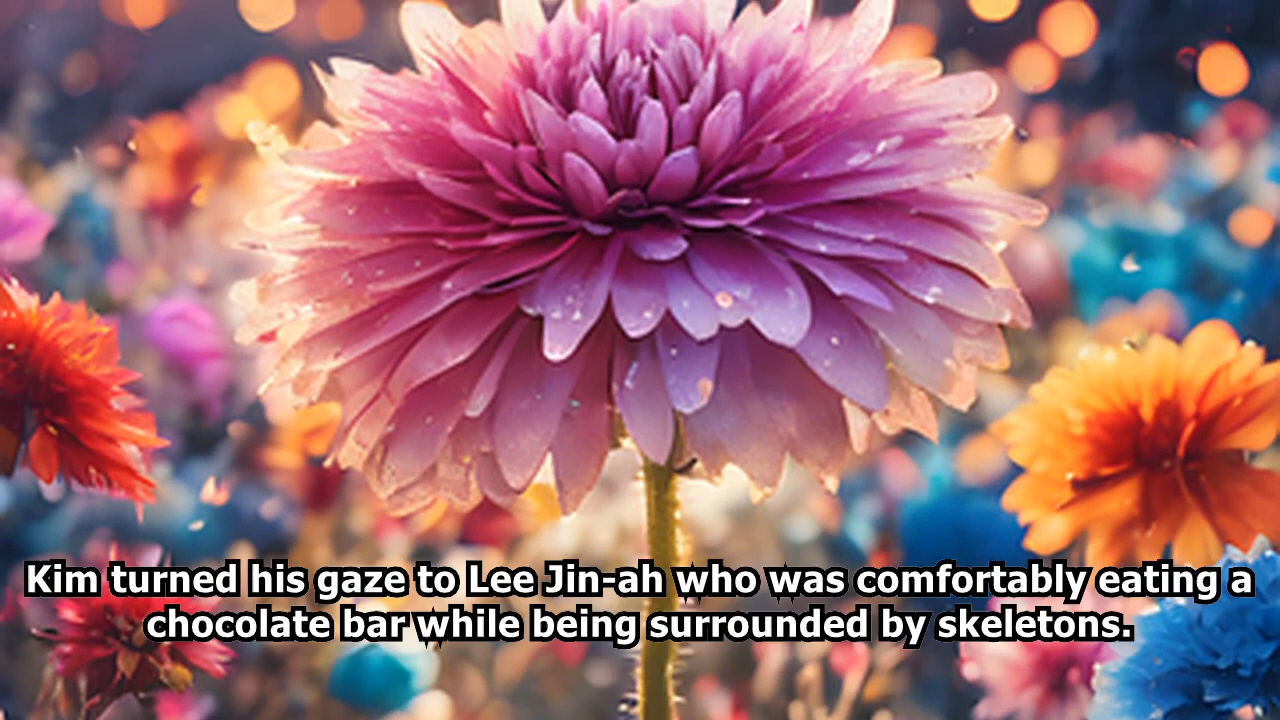 Kim turned his gaze to Lee Jin-ah who was comfortably eating a
chocolate bar while being surrounded by skeletons.